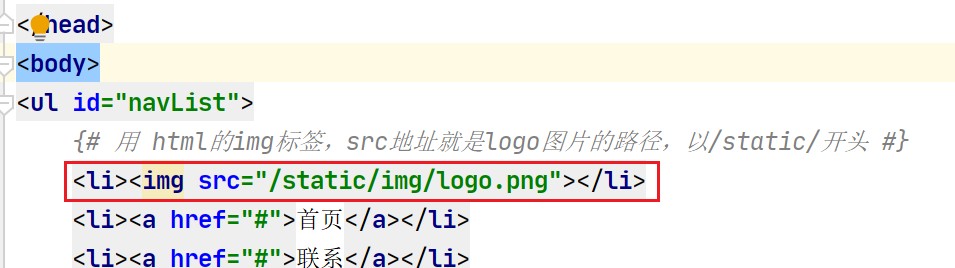 </head>
<body>
<ul id="navList">
{# 用 html的img标签，src地址就是logo图片的路径，以/static/开头 #}
<li><img src="/static/img/logo.png"></li>
<li><a href="#">首页</a></li>
<li><a href="#">联系</a></li>